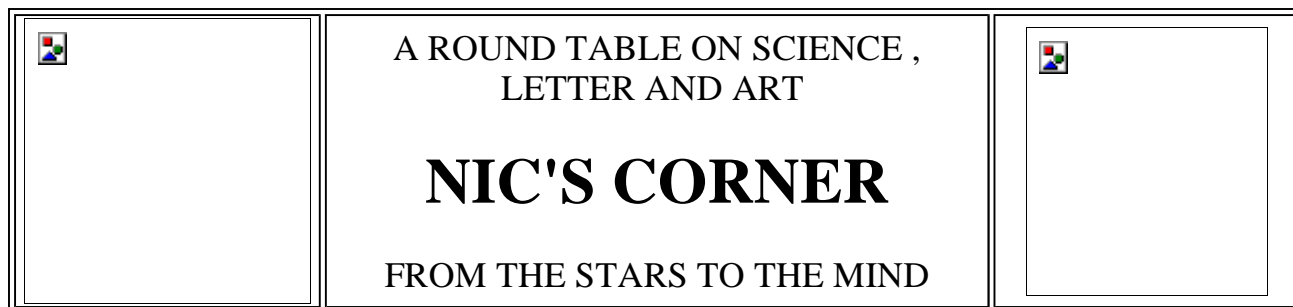 A ROUND TABLE ON SCIENCE ,
LETTER AND ART
NIC'S CORNER
FROM THE STARS TO THE MIND